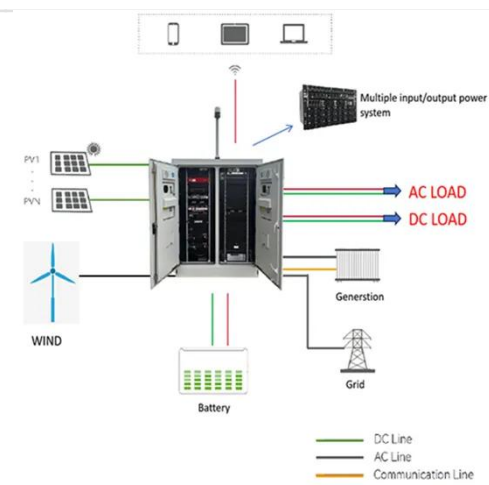 Multiple input/output power
system
PV1
PVN
AC LOAD
DC LOAD
Generstion
WIND
Grid
Battery
DC Line
AC Line
Communication Line